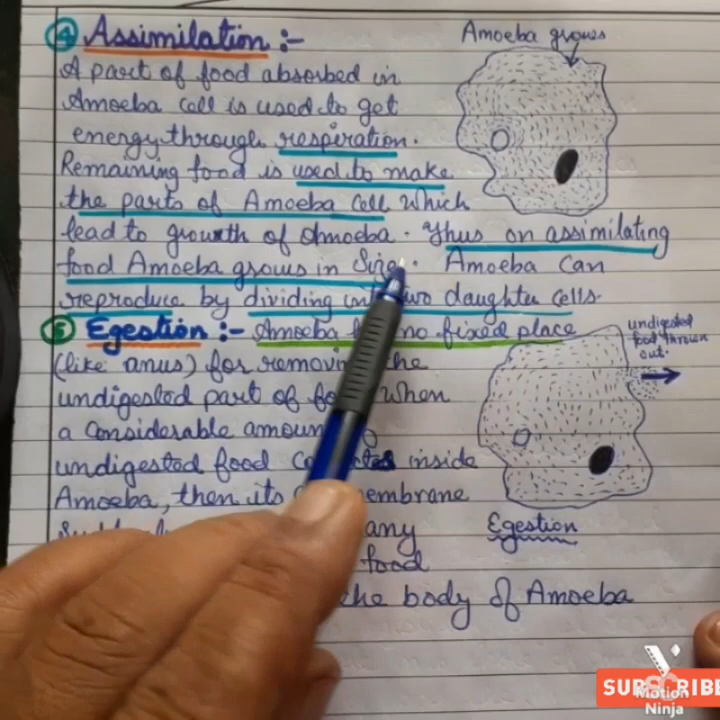 ④ Assimilation :-
Amoeba grows
A part of food absorbed in
Amoeba cell is used to get
energy through respiration.
Remaining food is used to make
the parts of Amoeba cell which
lead to growth of Amoeba. Thus on assimilating
food Amoeba grows in Size. Amoeba can
reproduce by dividing into two daughter cells.
⑤ Egestion :- Amoeba no fixed place
undigested
food thrown
out.
(like anus) for removing the
undigested part of when
a considerable amount
undigested food inside
Amoeba, then its membrane
any
Egestion
food
the body of Amoeba
SUBSCRIBE
Motion
Ninja